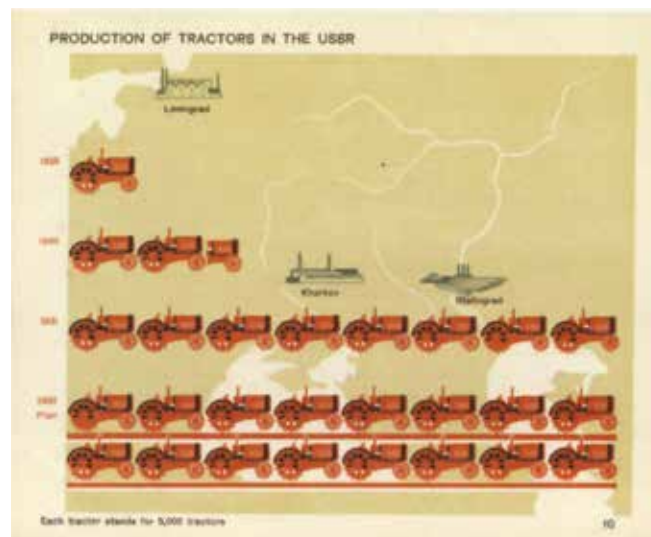 PRODUCTION OF TRACTORS IN THE USSR
Leningrad
Kharkov
Stalingrad
Plan
Each tractor stands for 5,000 tractors
10